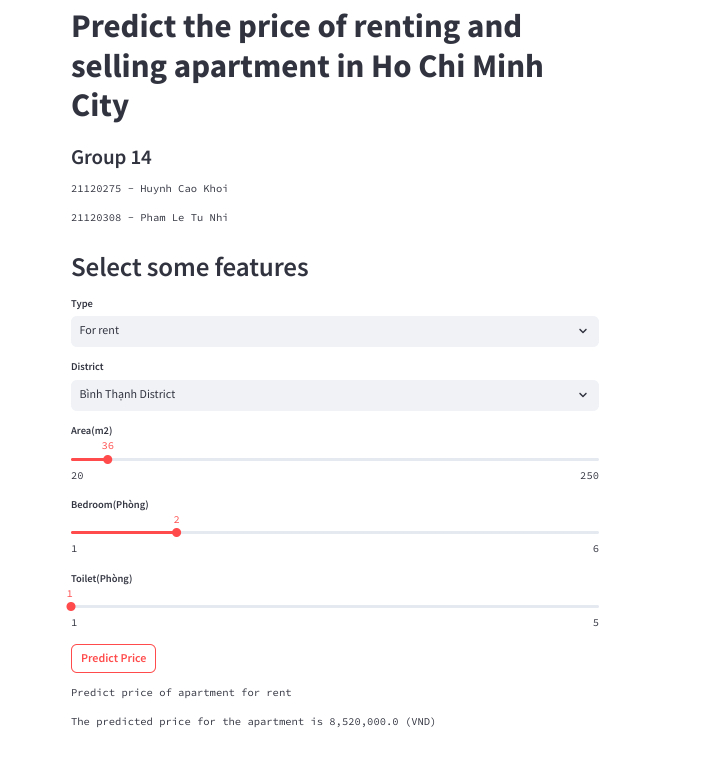 Predict the price of renting and
selling apartment in Ho Chi Minh
City
Group 14
21120275 - Huynh Cao Khoi
21120308 - Pham Le Tu Nhi
Select some features
Type
For rent
District
Bình Thạnh District
Area(m2)
36
20 250
Bedroom(Phòng)
2
1 6
Toilet(Phòng)
1
1 5
Predict Price
Predict price of apartment for rent
The predicted price for the apartment is 8,520,000.0 (VND)